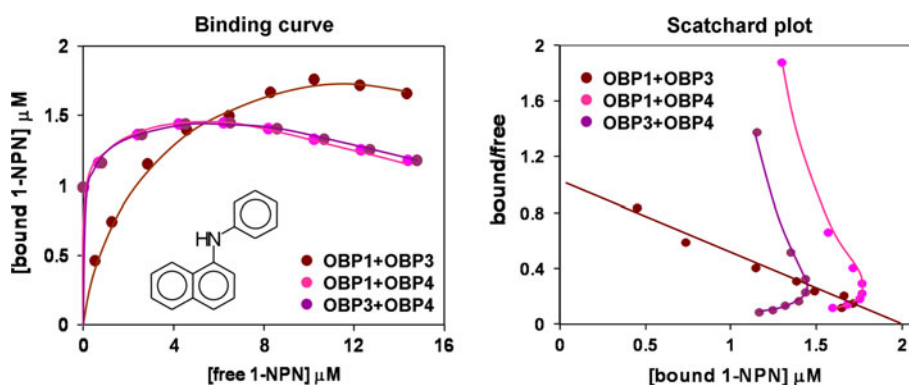 Binding curve
[bound 1-NPN] μM
2
1.5
1
0.5
0
0 4 8 12 16
[free 1-NPN] μM
HN
OBP1+OBP3
OBP1+OBP4
OBP3+OBP4
Scatchard plot
bound/free
2
1.6
1.2
0.8
0.4
0
0 0.5 1 1.5 2
[bound 1-NPN] μM
OBP1+OBP3
OBP1+OBP4
OBP3+OBP4